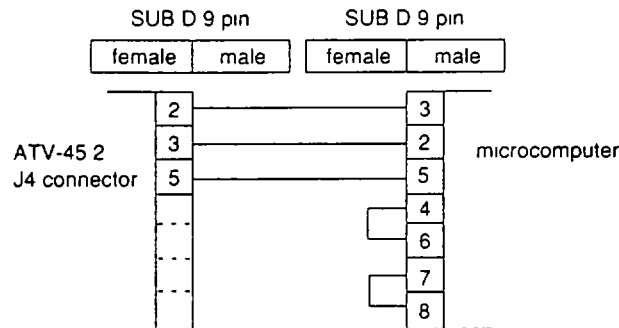 SUB D 9 pin SUB D 9 pin
female male female male
2 3
3 2
ATV-45 2 microcomputer
J4 connector
5 5
4
6
7
8